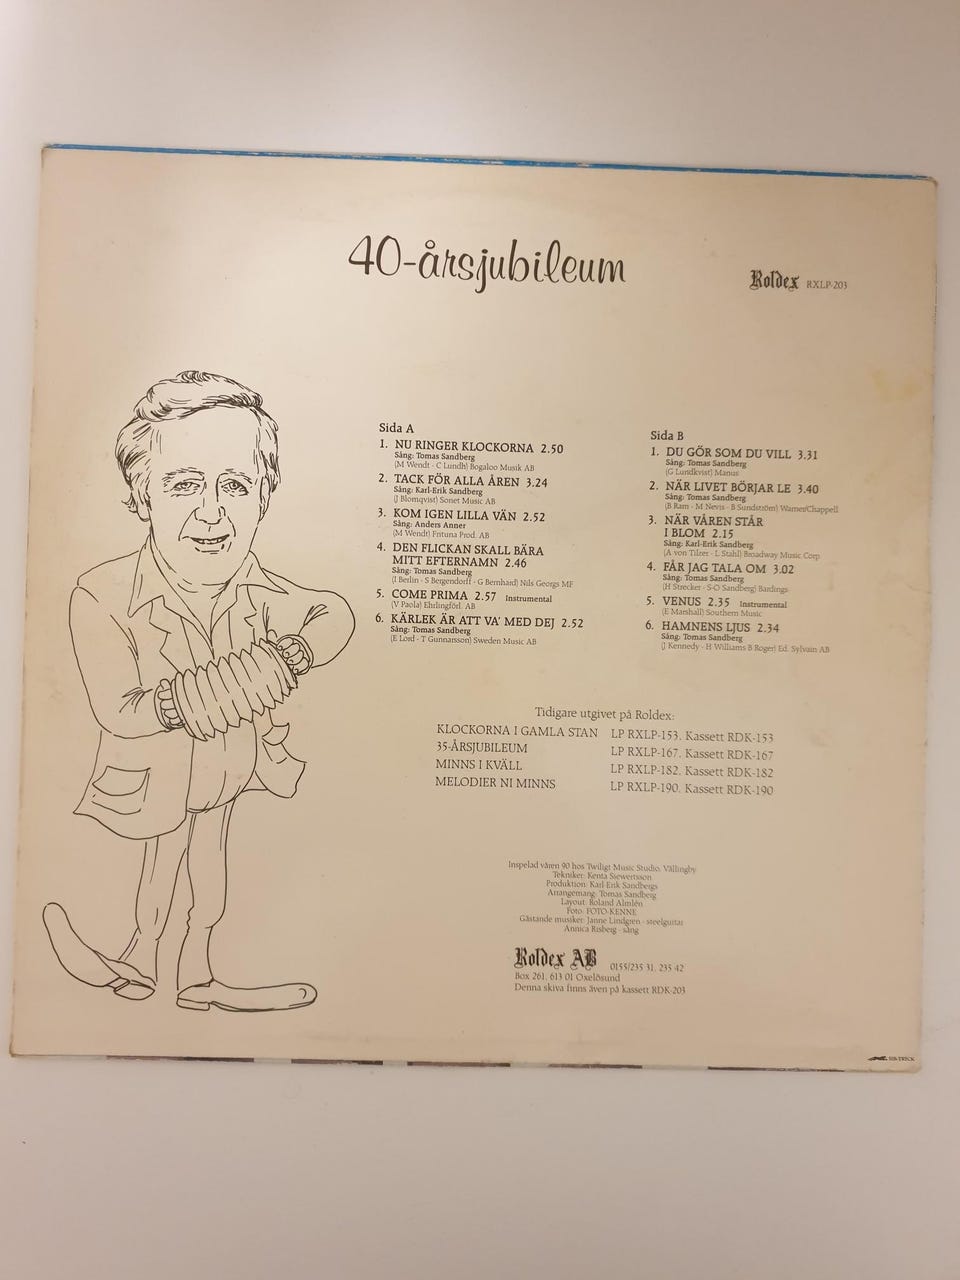 40-årsjubileum
Roldex RXLP-203
Sida A
1. NU RINGER KLOCKORNA 2.50
Sång: Tomas Sandberg
(M Wendt - C Lundh) Bogaloo Musik AB
2. TACK FÖR ALLA ÅREN 3.24
Sång: Karl-Erik Sandberg
(J Blomqvist) Sonet Music AB
3. KOM IGEN LILLA VÄN 2.52
Sång: Anders Anner
(M Wendt) Frituna Prod. AB
4. DEN FLICKAN SKALL BÄRA
MITT EFTERNAMN 2.46
Sång: Tomas Sandberg
(I Berlin - S Bergendorff - G Bernhard) Nils Georgs MF
5. COME PRIMA 2.57 Instrumental
(V Paola) Ehrlingförl. AB
6. KÄRLEK ÄR ATT VA' MED DEJ 2.52
Sång: Tomas Sandberg
(E Lord - T Gunnarsson) Sweden Music AB
Sida B
1. DU GÖR SOM DU VILL 3.31
Sång: Tomas Sandberg
(G Lundkvist) Manus
2. NÄR LIVET BÖRJAR LE 3.40
Sång: Tomas Sandberg
(B Ram - M Nevis - B Sundström) Warner/Chappell
3. NÄR VÅREN STÅR
I BLOM 2.15
Sång: Karl-Erik Sandberg
(A von Tilzer - L Stahl) Broadway Music Corp
4. FÅR JAG TALA OM 3.02
Sång: Tomas Sandberg
(H Strecker - S-O Sandberg) Bardings
5. VENUS 2.35 Instrumental
(E Marshall) Southern Music
6. HAMNENS LJUS 2.34
Sång: Tomas Sandberg
(J Kennedy - H Williams B Roger) Ed. Sylvain AB
Tidigare utgivet på Roldex:
KLOCKORNA I GAMLA STAN LP RXLP-153. Kassett RDK-153
35-ÅRSJUBILEUM LP RXLP-167. Kassett RDK-167
MINNS I KVÄLL LP RXLP-182. Kassett RDK-182
MELODIER NI MINNS LP RXLP-190. Kassett RDK-190
Inspelad våren 90 hos Twiligt Music Studio, Vällingby
Tekniker: Kenta Siewertsson
Produktion: Karl-Erik Sandbergs
Arrangemang: Tomas Sandberg
Layout: Roland Almlén
Foto: FOTO-KENNE
Gästande musiker: Janne Lindgren - steelguitar
Annica Risberg - sång
Roldex AB 0155/235 31, 235 42
Box 261, 613 01 Oxelösund
Denna skiva finns även på kassett RDK-203